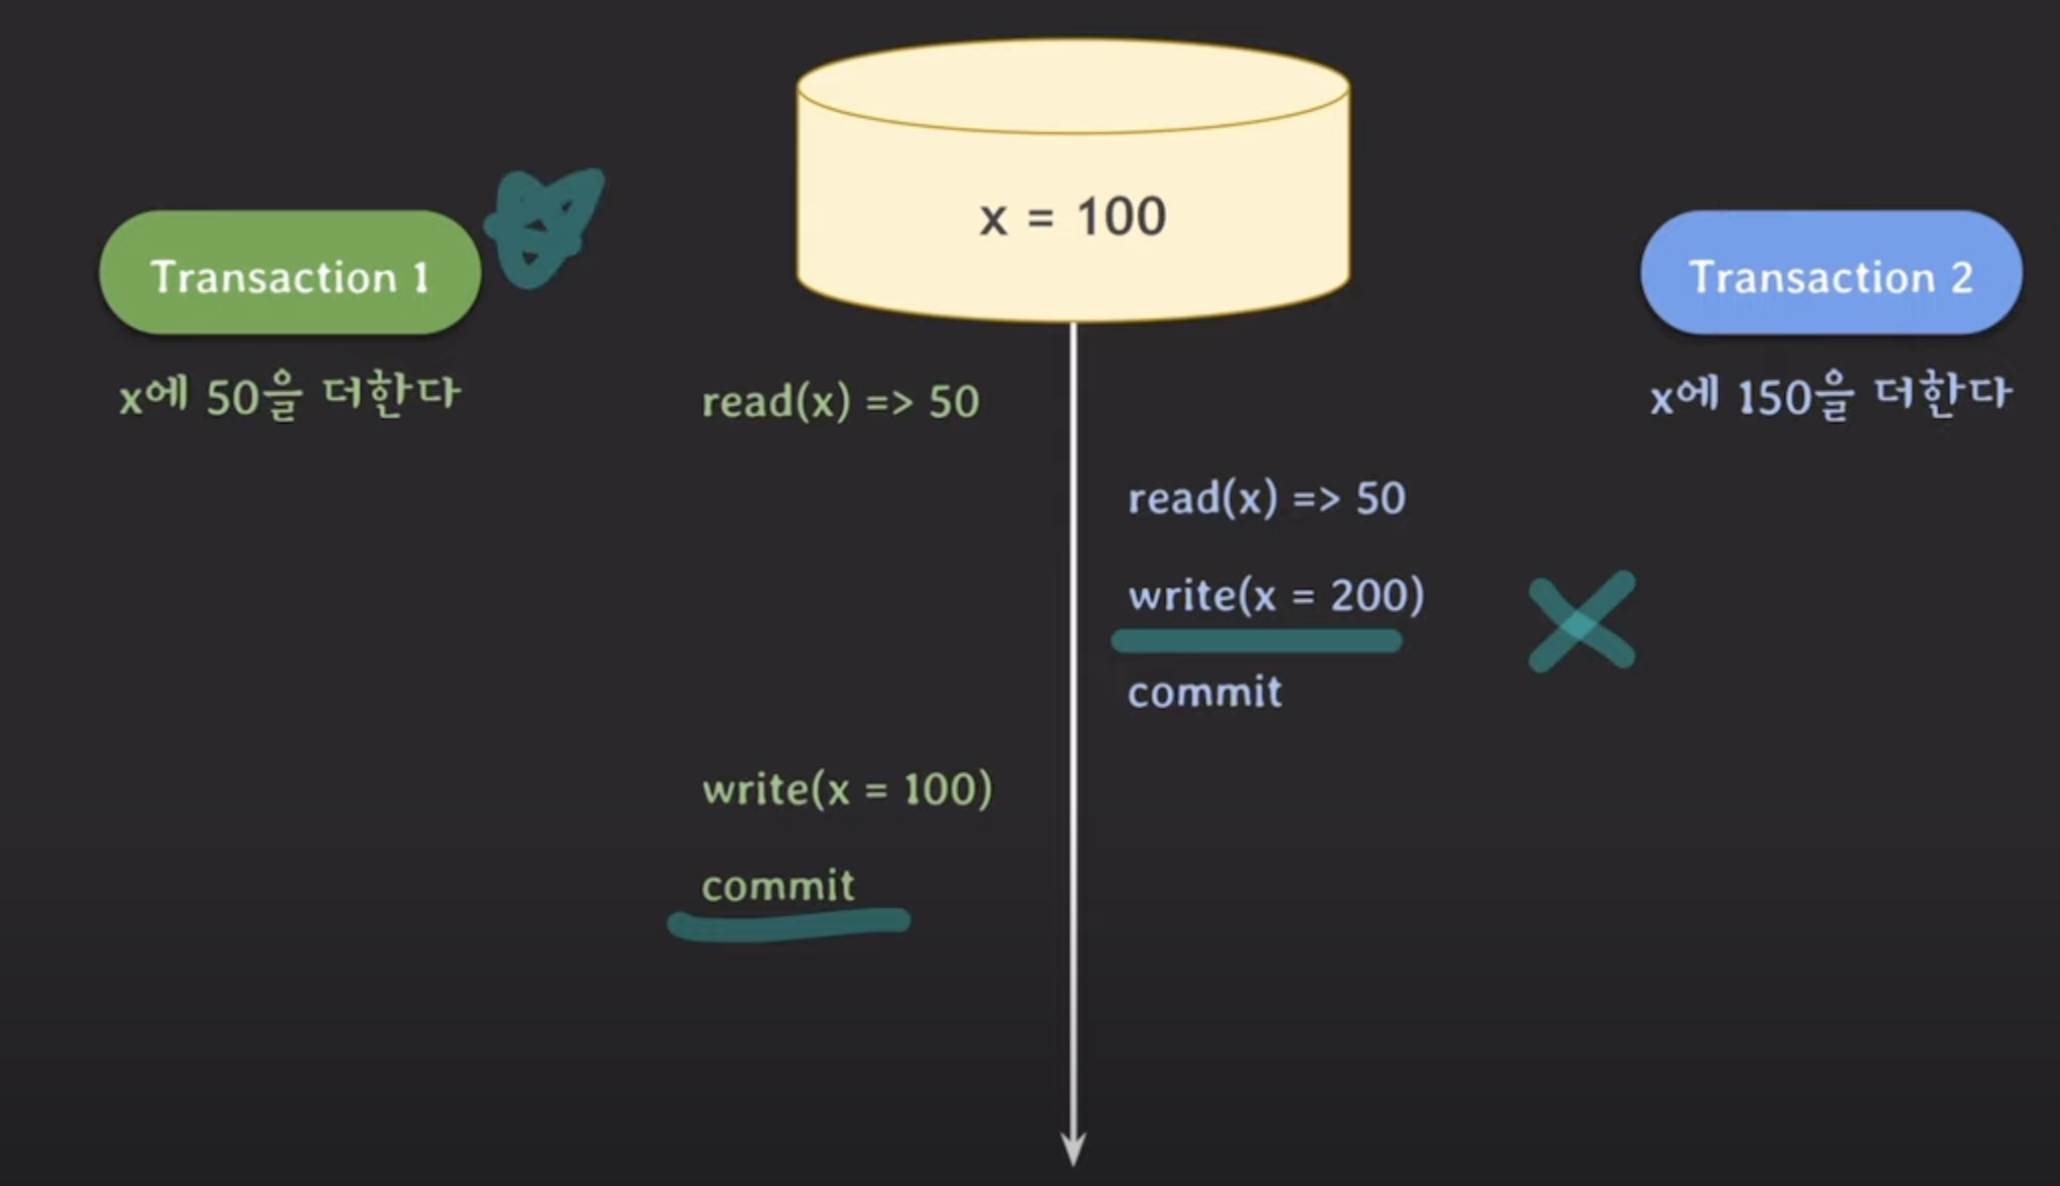 x = 100
Transaction 1
Transaction 2
x에 50을 더한다
read(x) => 50
x에 150을 더한다
read(x) => 50
write(x = 200)
commit
write(x = 100)
commit